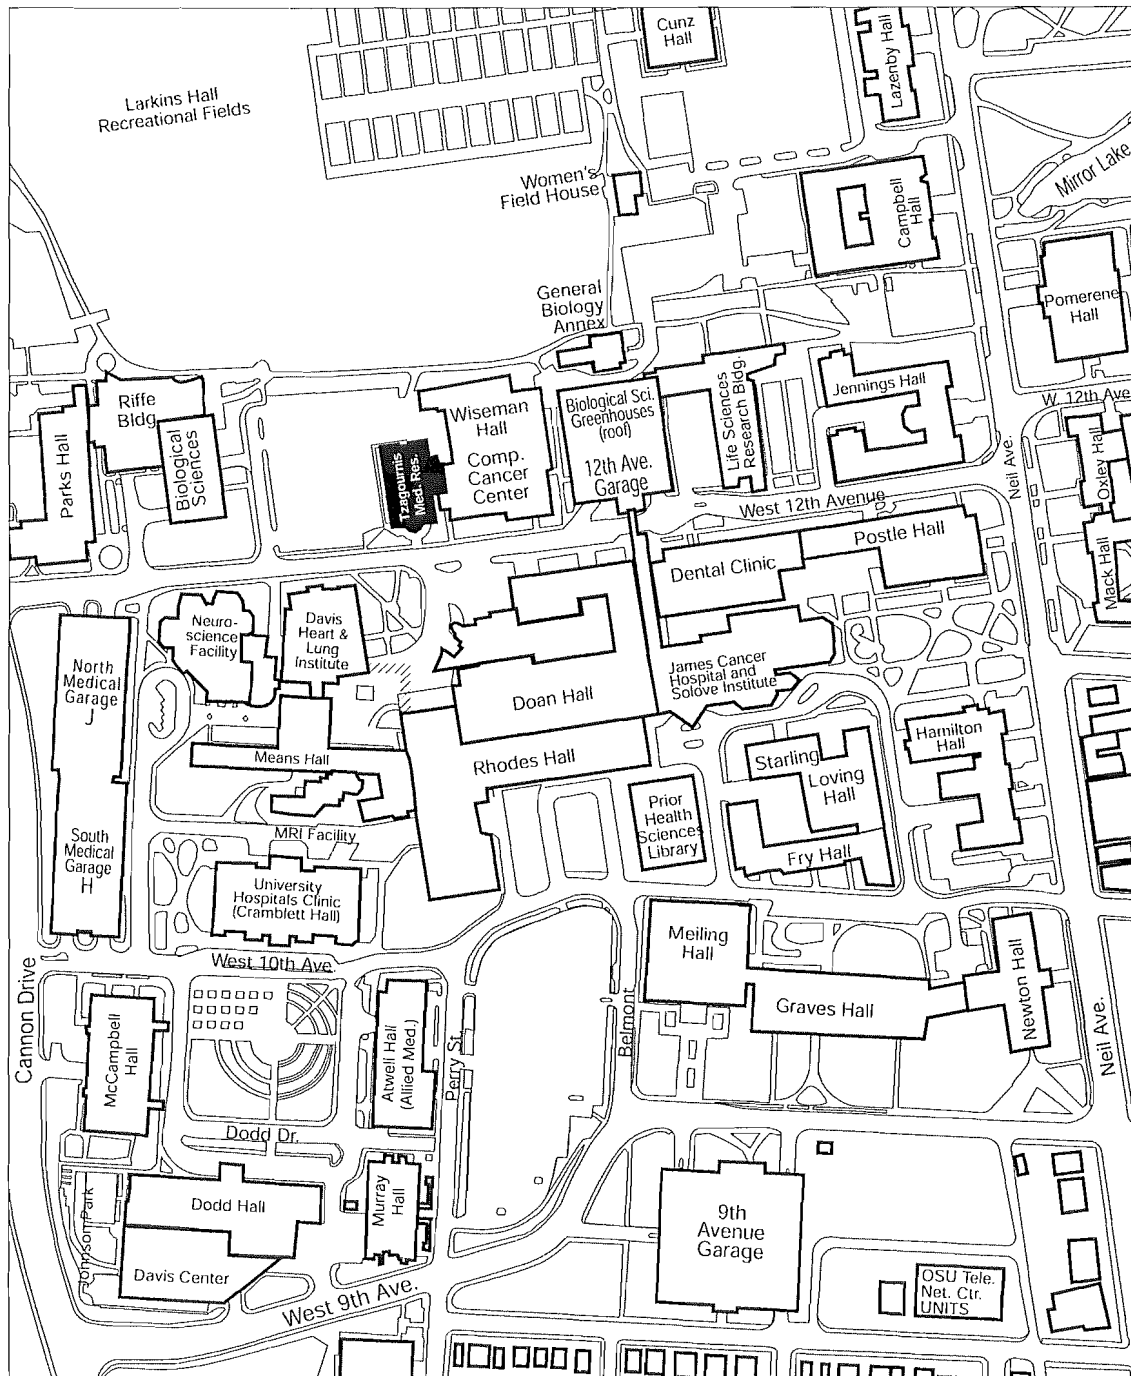 Cunz
Hall
Lazenby Hall
Larkins Hall
Recreational Fields
Mirror Lake
Women's
Field House
Campbell
Hall
General
Biology
Annex
Pomerene
Hall
Riffe
Bldg.
Parks Hall
Biological
Sciences
Tzagournis
Med. Res.
Wiseman
Hall
Comp.
Cancer
Center
Biological Sci.
Greenhouses
(roof)
12th Ave.
Garage
Life Sciences
Research Bldg.
Jennings Hall
W. 12th Ave
Neil Ave.
Oxley Hall
Mack Hall
West 12th Avenue
Postle Hall
Dental Clinic
Neuro-
science
Facility
Davis
Heart &
Lung
Institute
North
Medical
Garage
J
Doan Hall
James Cancer
Hospital and
Solove Institute
Means Hall
Rhodes Hall
Starling
Loving
Hall
Hamilton
Hall
Prior
Health
Sciences
Library
Fry Hall
MRI Facility
South
Medical
Garage
H
University
Hospitals Clinic
(Cramblett Hall)
West 10th Ave.
Meiling
Hall
Graves Hall
Newton Hall
Cannon Drive
McCampbell
Hall
Atwell Hall
(Allied Med.)
Perry St.
Belmont
Neil Ave.
Dodd Dr.
Johnson Park
Dodd Hall
Murray
Hall
Davis Center
West 9th Ave.
9th
Avenue
Garage
OSU Tele.
Net. Ctr.
UNITS